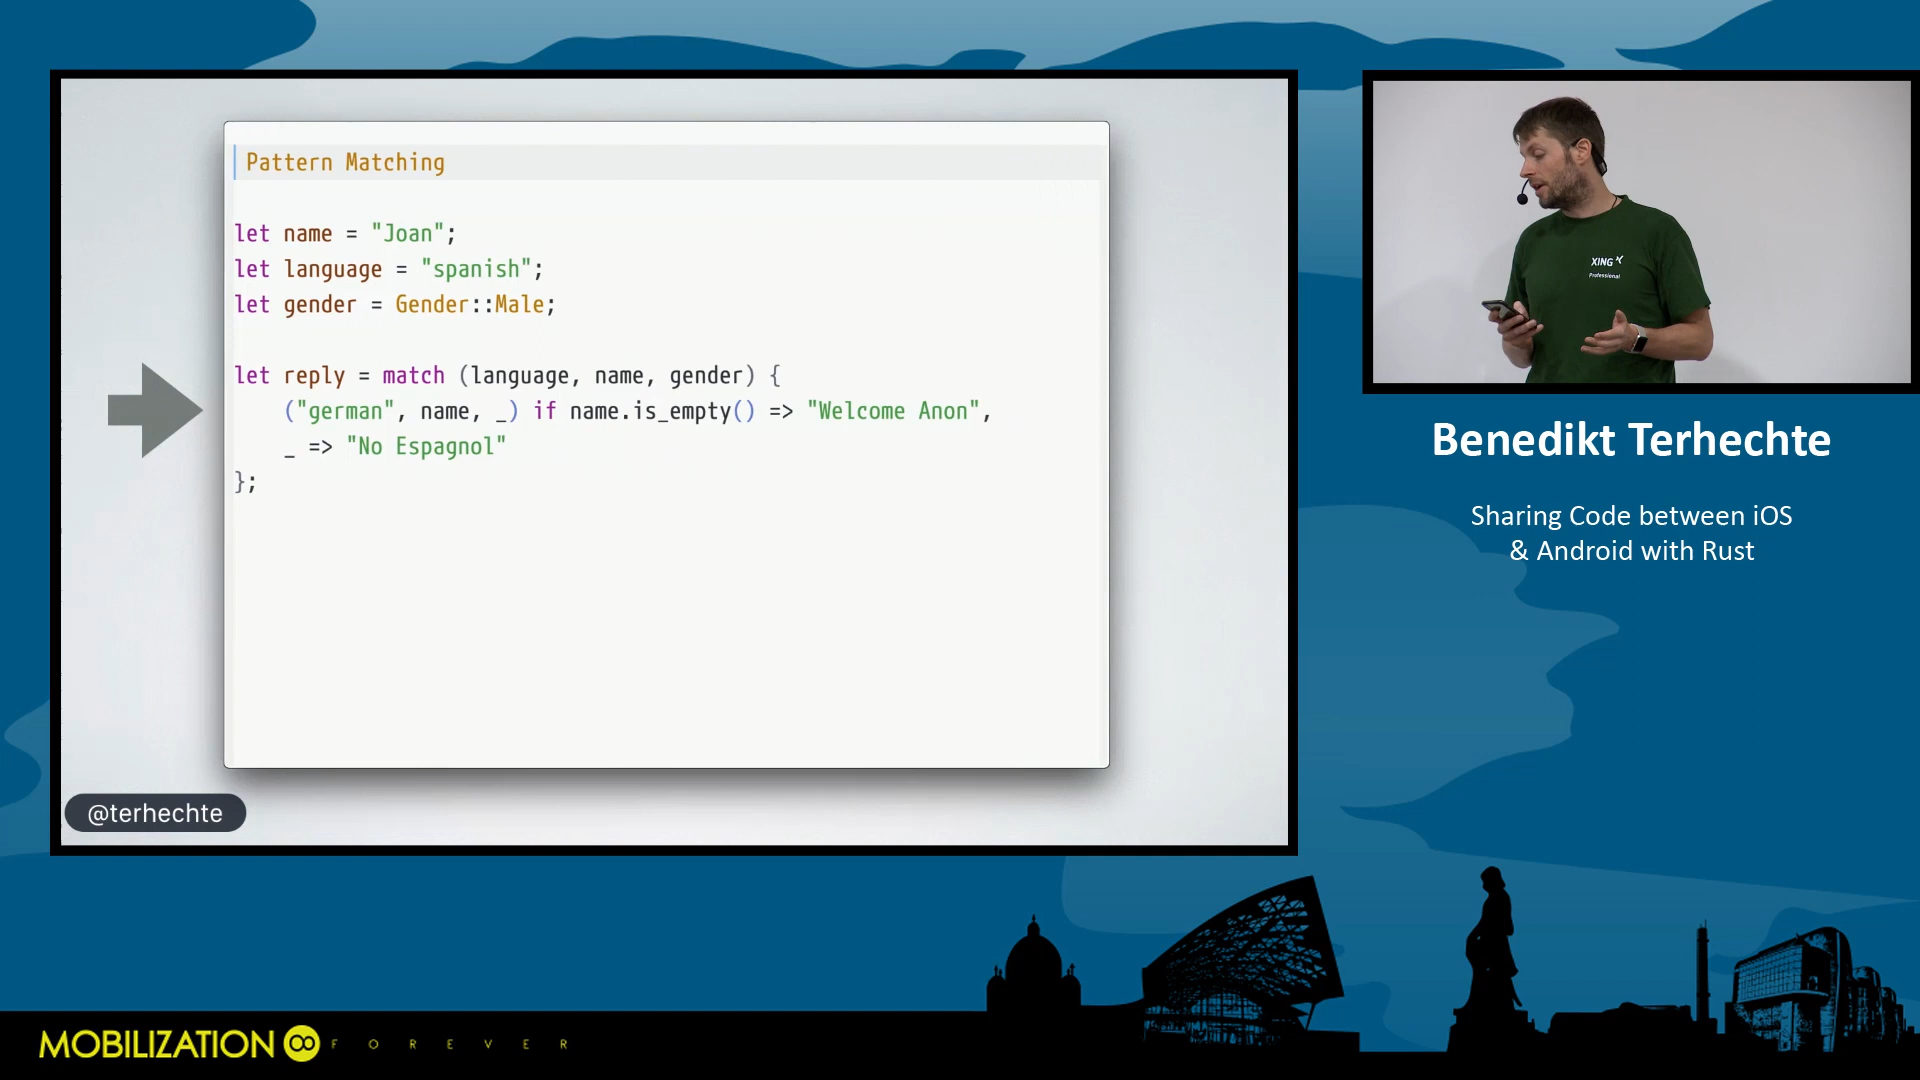 Pattern Matching
let name = "Joan";
let language = "spanish";
let gender = Gender::Male;
let reply = match (language, name, gender) {
    ("german", name, _) if name.is_empty() => "Welcome Anon",
    _ => "No Espagnol"
};
@terhechte
XING
Professional
Benedikt Terhechte
Sharing Code between iOS
& Android with Rust
MOBILIZATION FOREVER